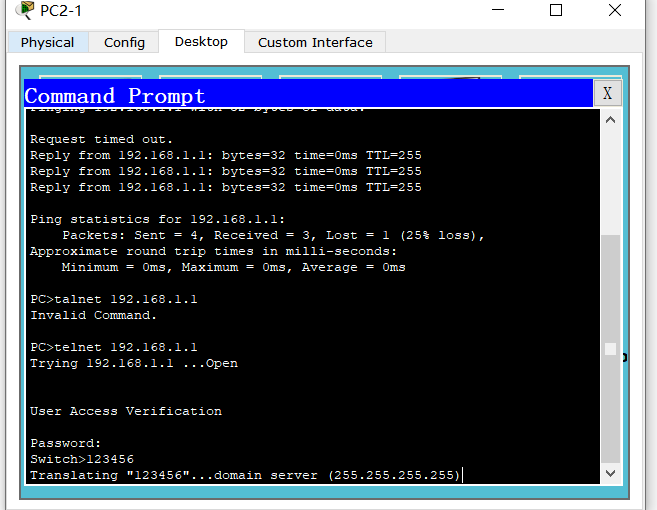 PC2-1
Physical Config Desktop Custom Interface
Command Prompt X
Request timed out.
Reply from 192.168.1.1: bytes=32 time=0ms TTL=255
Reply from 192.168.1.1: bytes=32 time=0ms TTL=255
Reply from 192.168.1.1: bytes=32 time=0ms TTL=255
Ping statistics for 192.168.1.1:
Packets: Sent = 4, Received = 3, Lost = 1 (25% loss),
Approximate round trip times in milli-seconds:
Minimum = 0ms, Maximum = 0ms, Average = 0ms
PC>talnet 192.168.1.1
Invalid Command.
PC>telnet 192.168.1.1
Trying 192.168.1.1 ...Open
User Access Verification
Password:
Switch>123456
Translating "123456"...domain server (255.255.255.255)